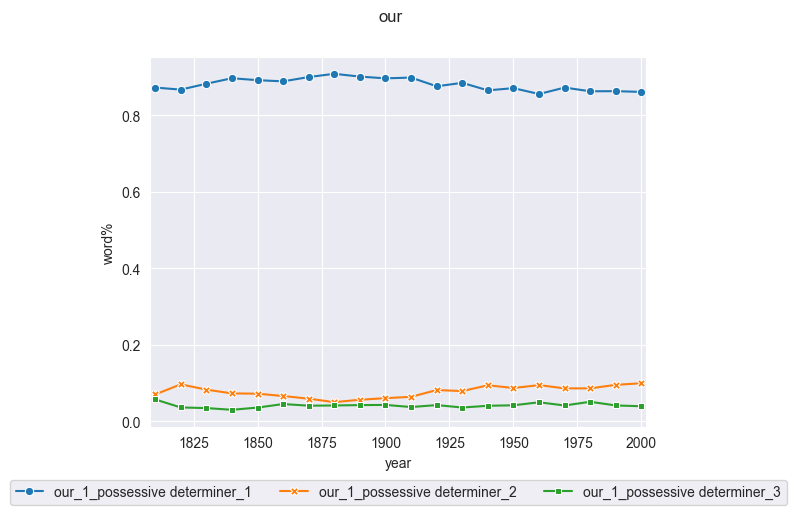 our
0.8
0.6
0.4
0.2
0.0
word%
1825 1850 1875 1900 1925 1950 1975 2000
year
our_1_possessive determiner_1 our_1_possessive determiner_2 our_1_possessive determiner_3